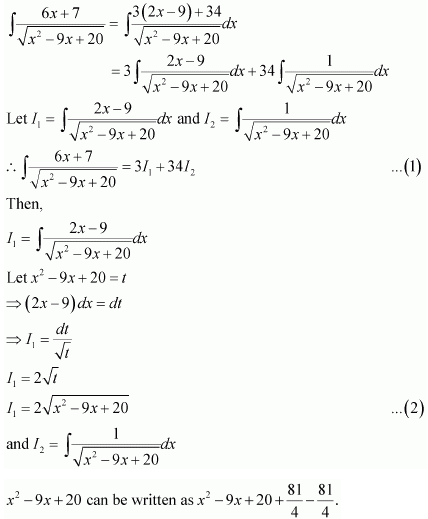 ∫ (6x+7)/√(x² − 9x + 20) = ∫ (3(2x−9)+34)/√(x² − 9x + 20) dx
= 3∫ (2x−9)/√(x² − 9x + 20) dx + 34∫ 1/√(x² − 9x + 20) dx
Let I₁ = ∫ (2x−9)/√(x² − 9x + 20) dx and I₂ = ∫ 1/√(x² − 9x + 20) dx
∴ ∫ (6x+7)/√(x² − 9x + 20) = 3I₁ + 34I₂ ...(1)
Then,
I₁ = ∫ (2x−9)/√(x² − 9x + 20) dx
Let x² − 9x + 20 = t
⇒ (2x−9) dx = dt
⇒ I₁ = dt/√t
I₁ = 2√t
I₁ = 2√(x² − 9x + 20) ...(2)
and I₂ = ∫ 1/√(x² − 9x + 20) dx
x² − 9x + 20 can be written as x² − 9x + 20 + 81/4 − 81/4.